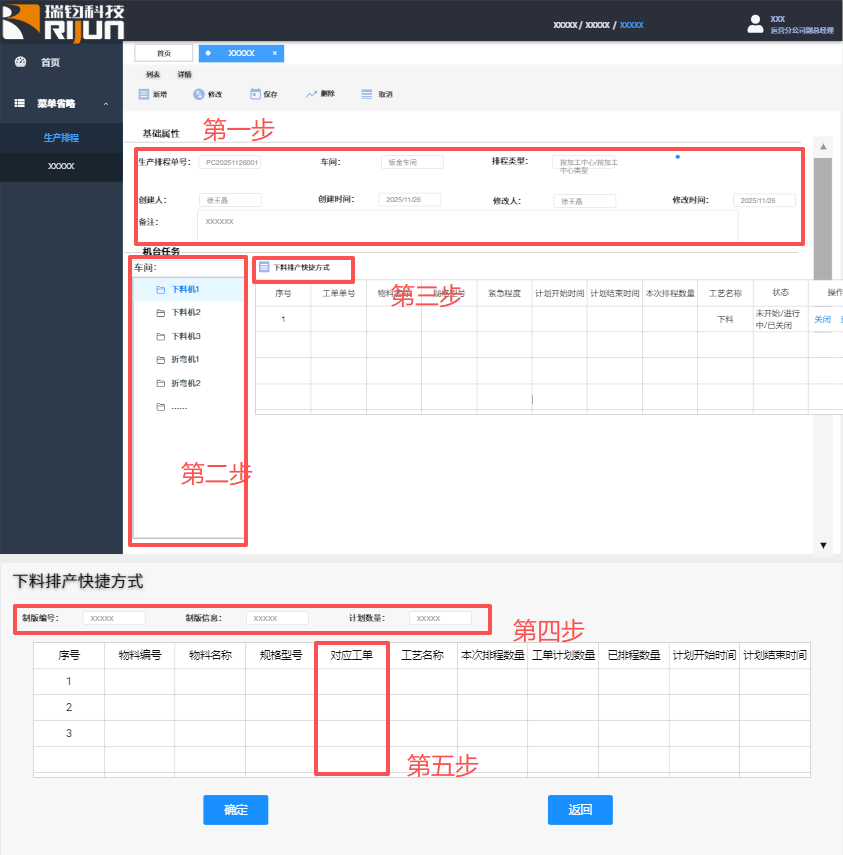 瑞钧科技
RIJUN
XXXXX / XXXXX / XXXXX
XXX
运营分公司副总经理
首页
菜单省略
生产排程
XXXXX
首页
XXXXX ×
列表 详情
新增 修改 保存 删除 取消
基础属性 第一步
生产排程单号： PC20251126001 车间： 钣金车间 排程类型： 按加工中心/按加工
中心类型
创建人： 徐王晶 创建时间： 2025/11/26 修改人： 徐王晶 修改时间： 2025/11/26
备注： XXXXXX
机台任务
车间：
下料机1
下料机2
下料机3
折弯机1
折弯机2
......
第二步
下料排产快捷方式
第三步
序号 工单单号 物料名称 规格型号 紧急程度 计划开始时间 计划结束时间 本次排程数量 工艺名称 状态 操作
1 下料 未开始/进行
中/已关闭 关闭
下料排产快捷方式
制版编号： XXXXX 制版信息： XXXXX 计划数量： XXXXX
第四步
序号 物料编号 物料名称 规格型号 对应工单 工艺名称 本次排程数量 工单计划数量 已排程数量 计划开始时间 计划结束时间
1
2
3
第五步
确定 返回